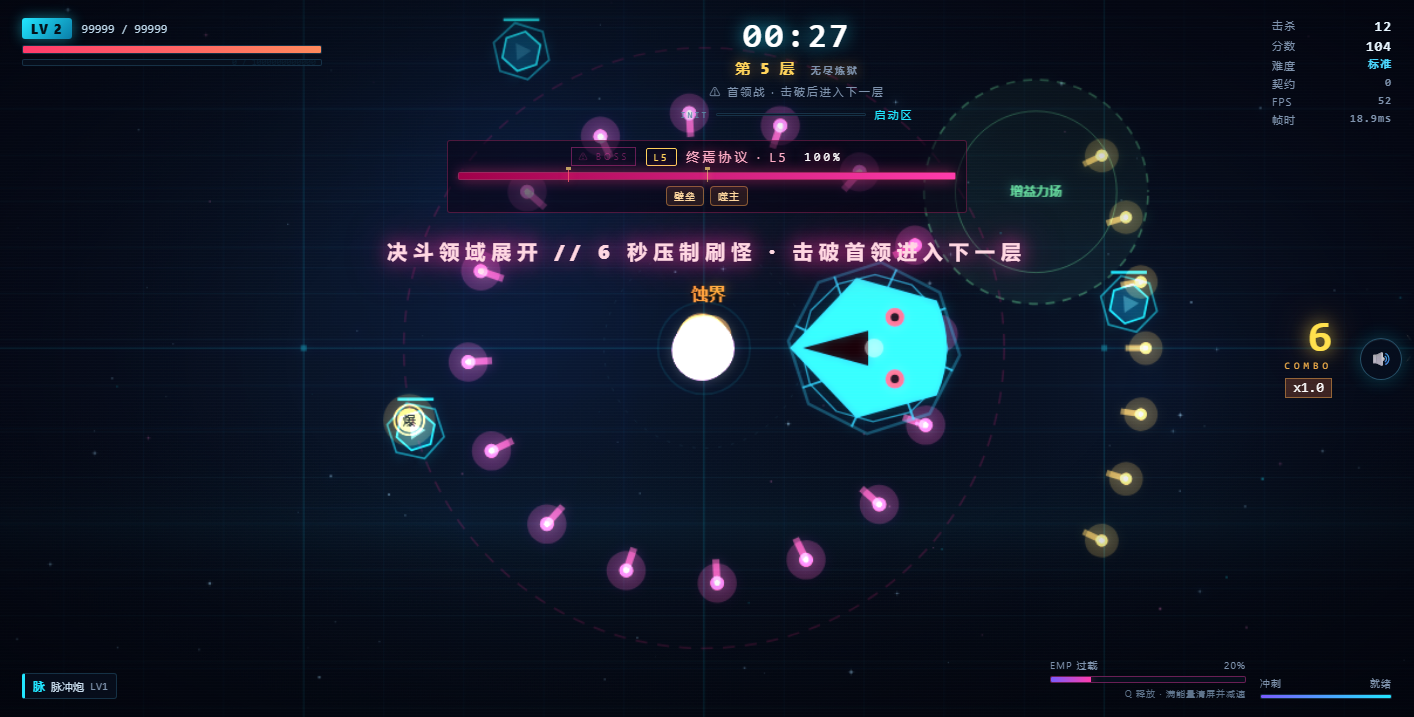 LV 2 99999 / 99999
00:27
第 5 层 无尽炼狱
⚠ 首领战 · 击破后进入下一层
启动区
击杀 12
分数 104
难度 标准
契约 0
FPS 52
帧时 18.9ms
⚠ BOSS L5 终焉协议 · L5 100%
壁垒 噬主
增益力场
决斗领域展开 // 6 秒压制刷怪 · 击破首领进入下一层
蚀界
6
COMBO
x1.0
爆
脉 脉冲炮 LV1
EMP 过载 20%
Q 释放 · 满能量清屏并减速
冲刺 就绪